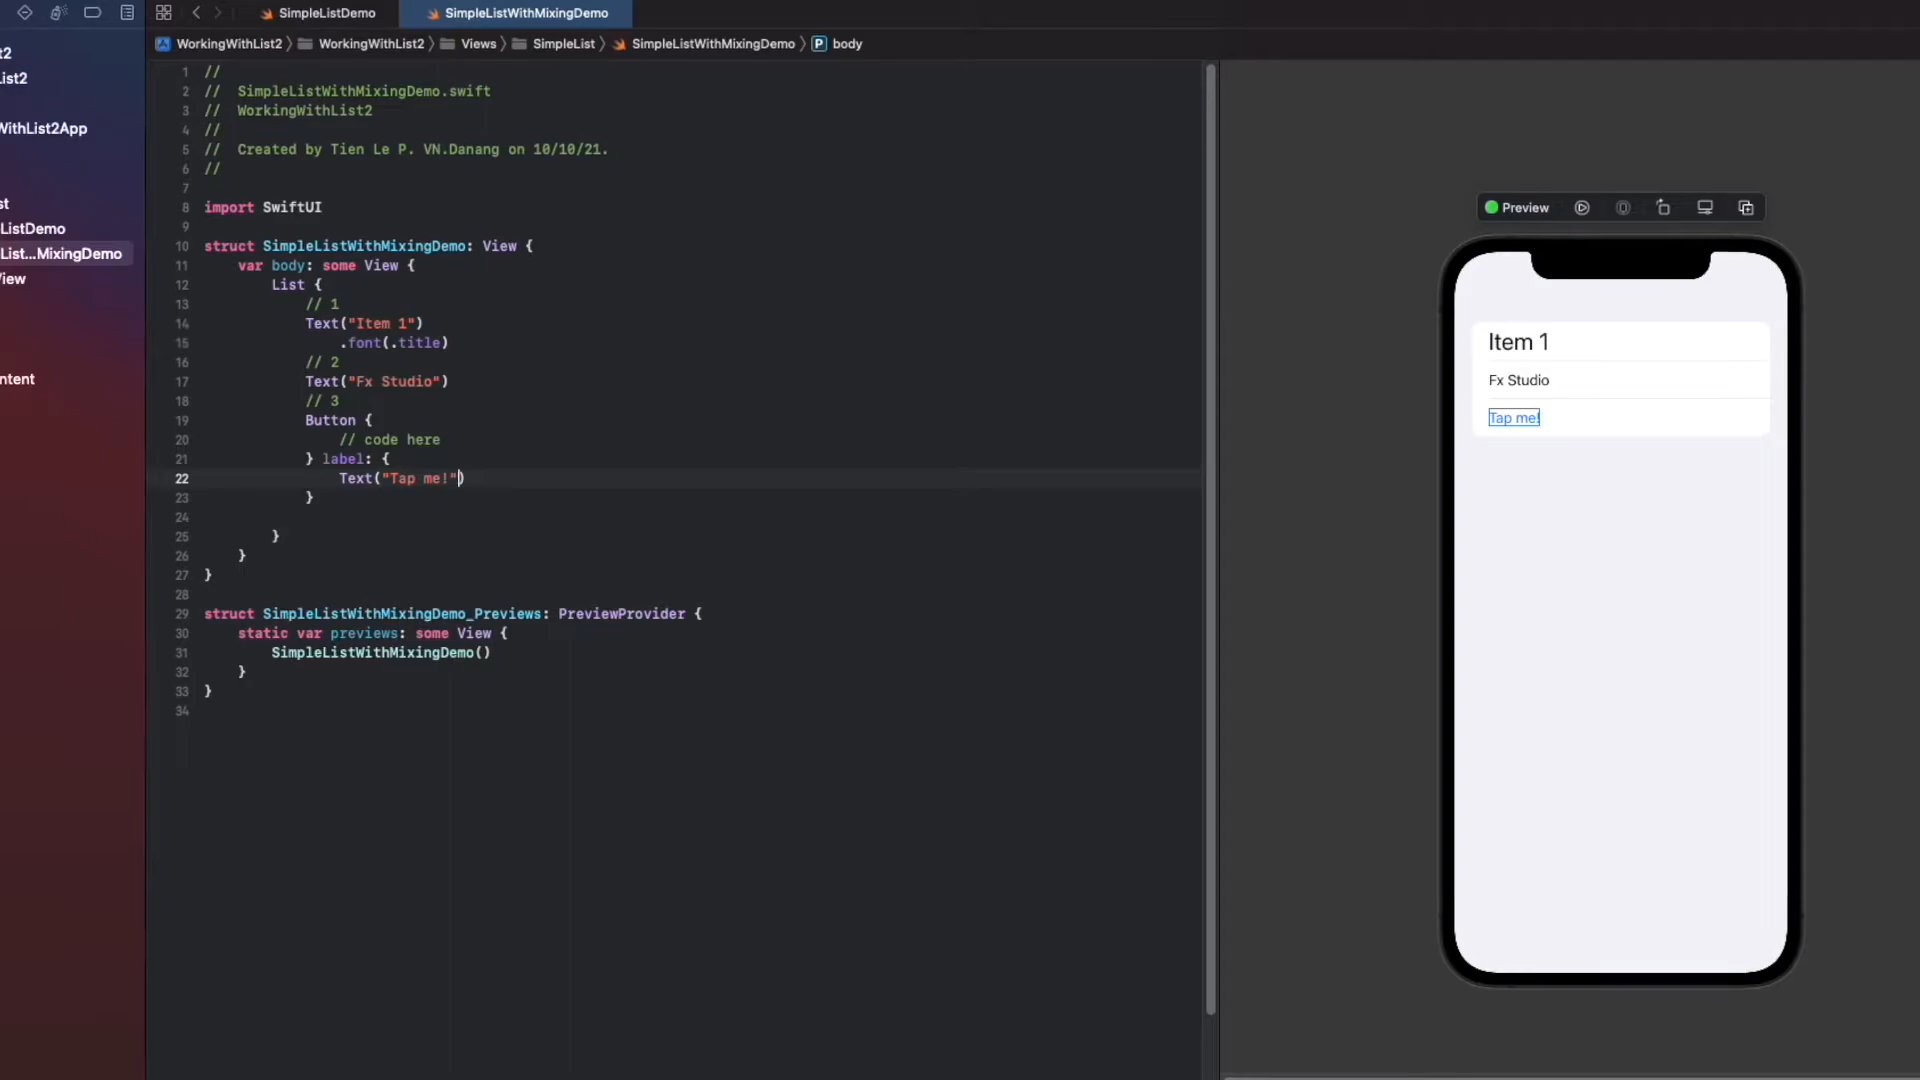 SimpleListDemo
SimpleListWithMixingDemo
WorkingWithList2 〉 WorkingWithList2 〉 Views 〉 SimpleList 〉 SimpleListWithMixingDemo 〉 P body
t2
List2
WithList2App
st
ListDemo
List...MixingDemo
View
ntent
1 //
2 //  SimpleListWithMixingDemo.swift
3 //  WorkingWithList2
4 //
5 //  Created by Tien Le P. VN.Danang on 10/10/21.
6 //
7
8 import SwiftUI
9
10 struct SimpleListWithMixingDemo: View {
11     var body: some View {
12         List {
13             // 1
14             Text("Item 1")
15                 .font(.title)
16             // 2
17             Text("Fx Studio")
18             // 3
19             Button {
20                 // code here
21             } label: {
22                 Text("Tap me!")
23             }
24
25         }
26     }
27 }
28
29 struct SimpleListWithMixingDemo_Previews: PreviewProvider {
30     static var previews: some View {
31         SimpleListWithMixingDemo()
32     }
33 }
34
Preview
Item 1
Fx Studio
Tap me!